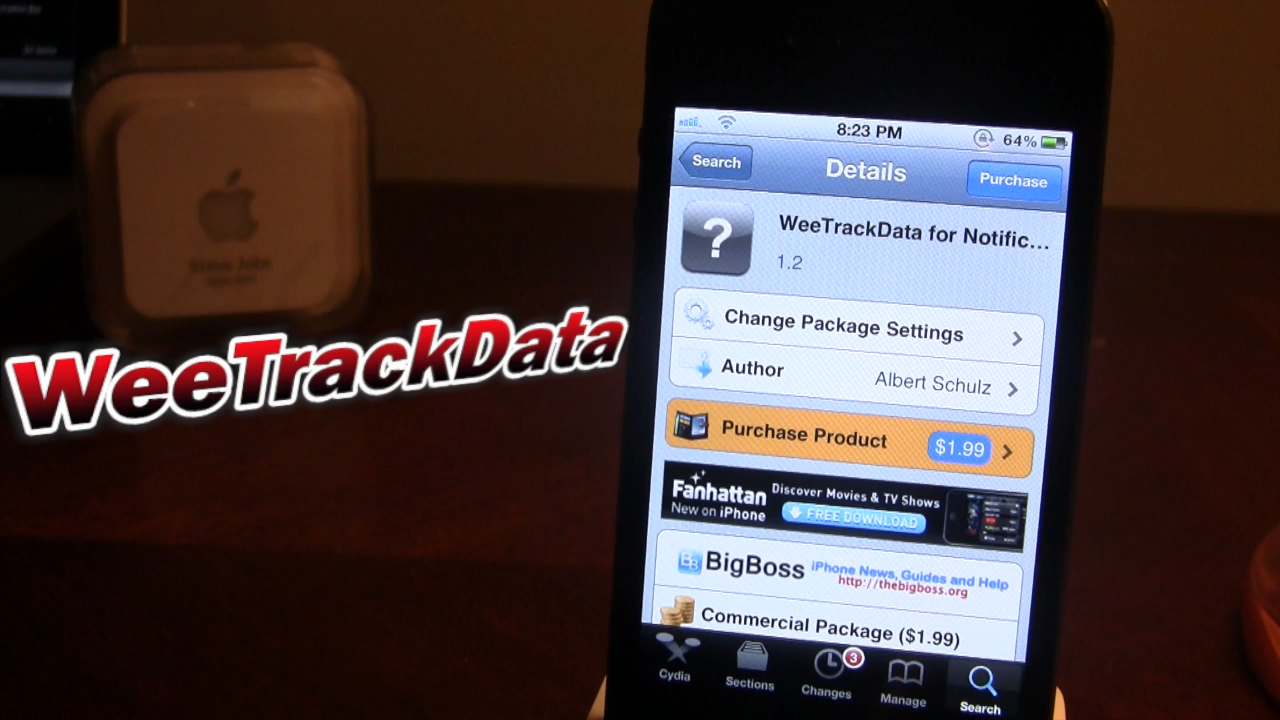 8:23 PM
64%
Search
Details
Purchase
?
WeeTrackData for Notific...
1.2
Change Package Settings
Author
Albert Schulz
Purchase Product
$1.99
WeeTrackData
Fanhattan
New on iPhone
Discover Movies & TV Shows
FREE DOWNLOAD
BB
BigBoss
iPhone News, Guides and Help
http://thebigboss.org
Commercial Package ($1.99)
3
Cydia
Sections
Changes
Manage
Search